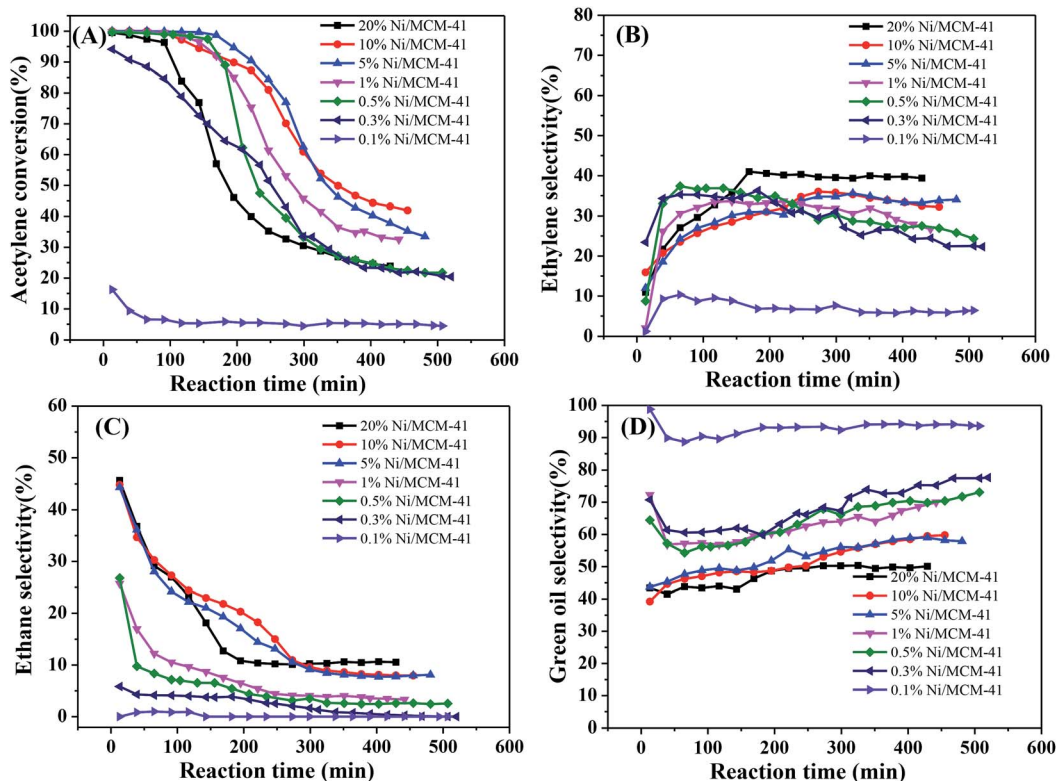 (A)
20% Ni/MCM-41
10% Ni/MCM-41
5% Ni/MCM-41
1% Ni/MCM-41
0.5% Ni/MCM-41
0.3% Ni/MCM-41
0.1% Ni/MCM-41
Acetylene conversion(%)
100
90
80
70
60
50
40
30
20
10
0
0 100 200 300 400 500 600
Reaction time (min)
(B)
20% Ni/MCM-41
10% Ni/MCM-41
5% Ni/MCM-41
1% Ni/MCM-41
0.5% Ni/MCM-41
0.3% Ni/MCM-41
0.1% Ni/MCM-41
Ethylene selectivity(%)
80
70
60
50
40
30
20
10
0
0 100 200 300 400 500 600
Reaction time (min)
(C)
20% Ni/MCM-41
10% Ni/MCM-41
5% Ni/MCM-41
1% Ni/MCM-41
0.5% Ni/MCM-41
0.3% Ni/MCM-41
0.1% Ni/MCM-41
Ethane selectivity(%)
60
50
40
30
20
10
0
0 100 200 300 400 500 600
Reaction time (min)
(D)
20% Ni/MCM-41
10% Ni/MCM-41
5% Ni/MCM-41
1% Ni/MCM-41
0.5% Ni/MCM-41
0.3% Ni/MCM-41
0.1% Ni/MCM-41
Green oil selectivity(%)
100
90
80
70
60
50
40
30
20
10
0
0 100 200 300 400 500 600
Reaction time (min)